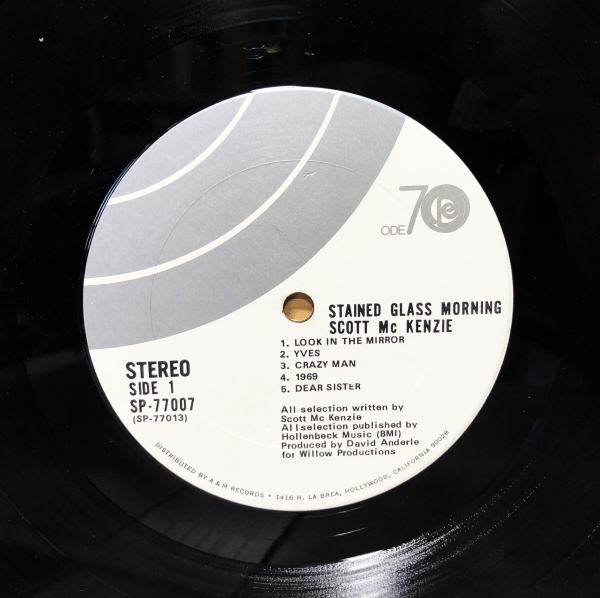 ODE 70
STAINED GLASS MORNING
SCOTT Mc KENZIE
1. LOOK IN THE MIRROR
2. YVES
3. CRAZY MAN
4. 1969
5. DEAR SISTER
STEREO
SIDE 1
SP-77007
(SP-77013)
All selection written by
Scott Mc Kenzie
All selection published by
Hollenbeck Music (BMI)
Produced by David Anderle
for Willow Productions
DISTRIBUTED BY A & M RECORDS • 1416 N. LA BREA, HOLLYWOOD, CALIFORNIA 90028